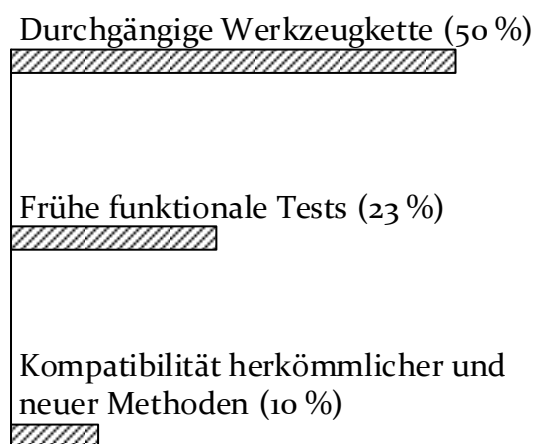 Durchgängige Werkzeugkette (50 %)
Frühe funktionale Tests (23 %)
Kompatibilität herkömmlicher und
neuer Methoden (10 %)